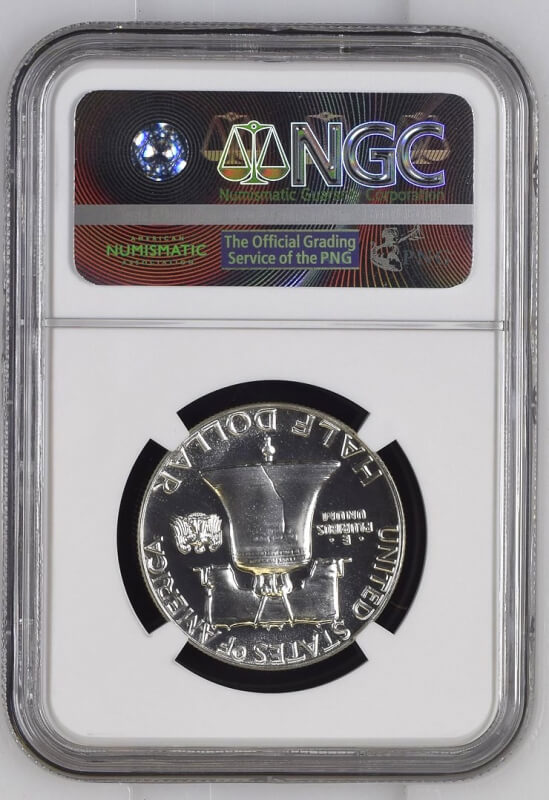 NGC
Numismatic Guaranty Corporation
AMERICAN
NUMISMATIC
ASSOCIATION
The Official Grading
Service of the PNG
PNG
UNITED STATES OF AMERICA
E
PLURIBUS
UNUM
HALF DOLLAR